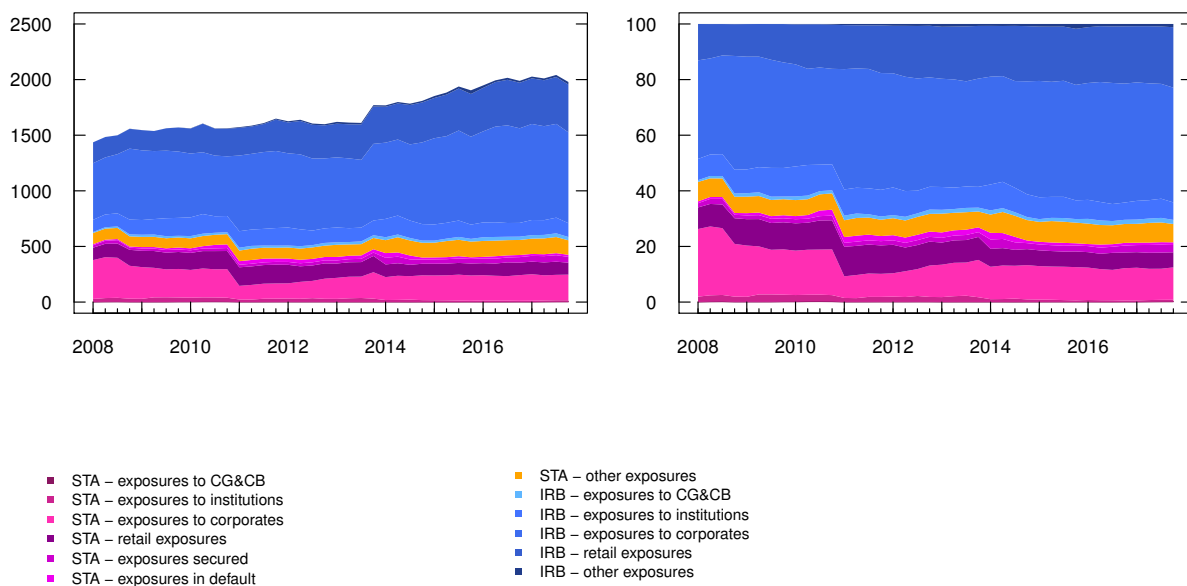 2500
2000
1500
1000
500
0
2008 2010 2012 2014 2016
100
80
60
40
20
0
2008 2010 2012 2014 2016
STA − exposures to CG&CB
STA − exposures to institutions
STA − exposures to corporates
STA − retail exposures
STA − exposures secured
STA − exposures in default
STA − other exposures
IRB − exposures to CG&CB
IRB − exposures to institutions
IRB − exposures to corporates
IRB − retail exposures
IRB − other exposures